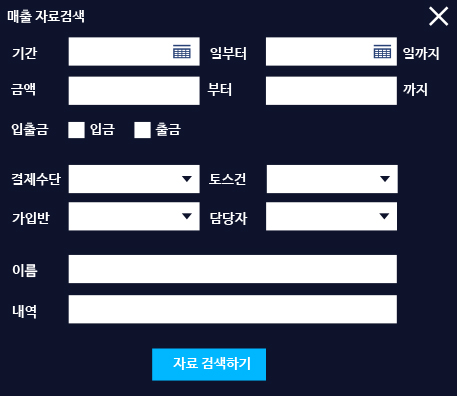 매출 자료검색
기간 일부터 일까지
금액 부터 까지
입출금 입금 출금
결제수단 토스건
가입반 담당자
이름
내역
자료 검색하기